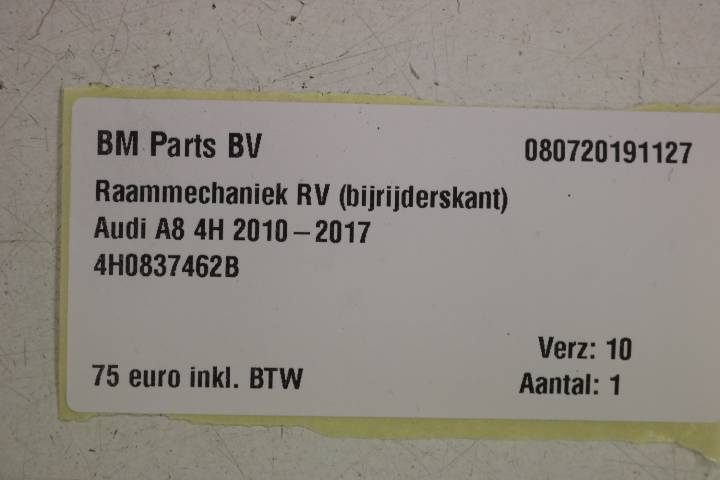 BM Parts BV 080720191127
Raammechaniek RV (bijrijderskant)
Audi A8 4H 2010–2017
4H0837462B
Verz: 10
75 euro inkl. BTW Aantal: 1